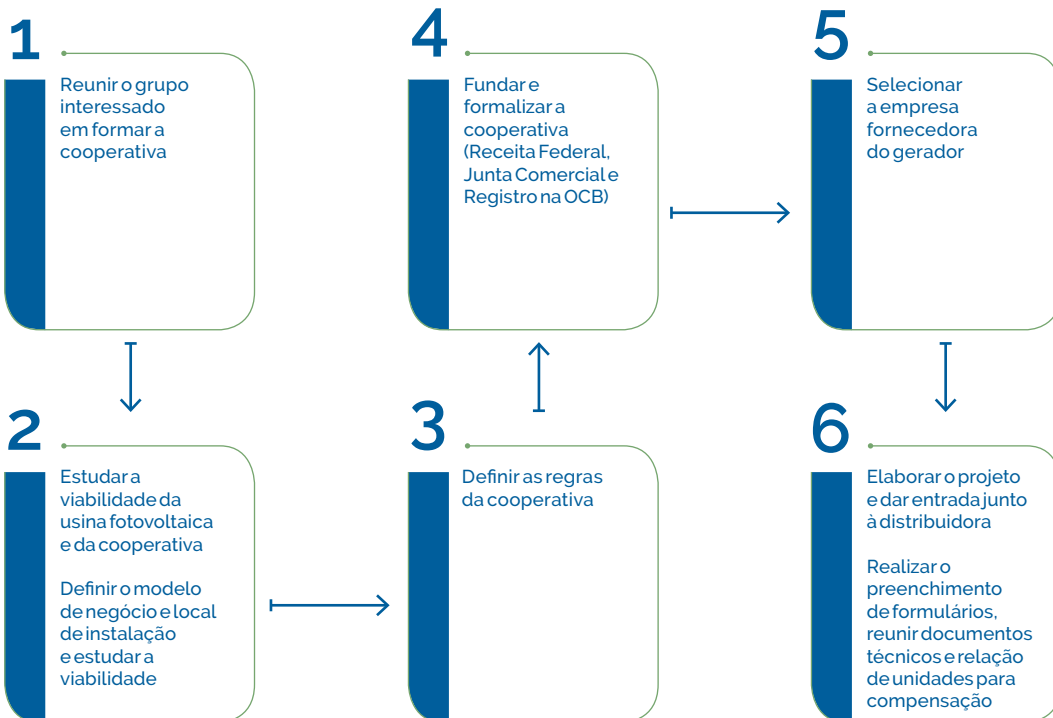 1
Reunir o grupo
interessado
em formar a
cooperativa
2
Estudar a
viabilidade da
usina fotovoltaica
e da cooperativa
Definir o modelo
de negócio e local
de instalação
e estudar a
viabilidade
3
Definir as regras
da cooperativa
4
Fundar e
formalizar a
cooperativa
(Receita Federal,
Junta Comercial e
Registro na OCB)
5
Selecionar
a empresa
fornecedora
do gerador
6
Elaborar o projeto
e dar entrada junto
à distribuidora
Realizar o
preenchimento
de formulários,
reunir documentos
técnicos e relação
de unidades para
compensação